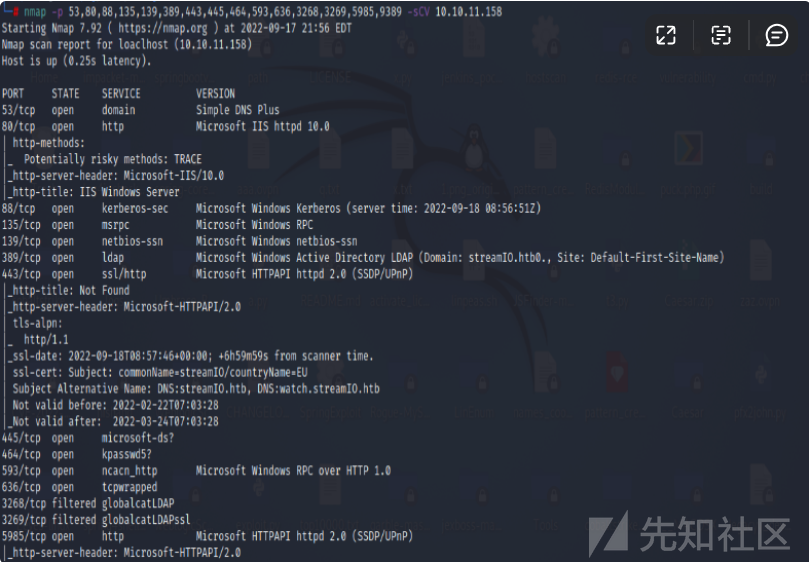 └─# nmap -p 53,80,88,135,139,389,443,445,464,593,636,3268,3269,5985,9389 -sCV 10.10.11.158
Starting Nmap 7.92 ( https://nmap.org ) at 2022-09-17 21:56 EDT
Nmap scan report for loaclhost (10.10.11.158)
Host is up (0.25s latency).
PORT STATE SERVICE VERSION
53/tcp open domain Simple DNS Plus
80/tcp open http Microsoft IIS httpd 10.0
| http-methods:
|_ Potentially risky methods: TRACE
|_http-server-header: Microsoft-IIS/10.0
|_http-title: IIS Windows Server
88/tcp open kerberos-sec Microsoft Windows Kerberos (server time: 2022-09-18 08:56:51Z)
135/tcp open msrpc Microsoft Windows RPC
139/tcp open netbios-ssn Microsoft Windows netbios-ssn
389/tcp open ldap Microsoft Windows Active Directory LDAP (Domain: streamIO.htb0., Site: Default-First-Site-Name)
443/tcp open ssl/http Microsoft HTTPAPI httpd 2.0 (SSDP/UPnP)
|_http-title: Not Found
|_http-server-header: Microsoft-HTTPAPI/2.0
| tls-alpn:
|_ http/1.1
|_ssl-date: 2022-09-18T08:57:46+00:00; +6h59m59s from scanner time.
| ssl-cert: Subject: commonName=streamIO/countryName=EU
| Subject Alternative Name: DNS:streamIO.htb, DNS:watch.streamIO.htb
| Not valid before: 2022-02-22T07:03:28
|_Not valid after: 2022-03-24T07:03:28
445/tcp open microsoft-ds?
464/tcp open kpasswd5?
593/tcp open ncacn_http Microsoft Windows RPC over HTTP 1.0
636/tcp open tcpwrapped
3268/tcp filtered globalcatLDAP
3269/tcp filtered globalcatLDAPssl
5985/tcp open http Microsoft HTTPAPI httpd 2.0 (SSDP/UPnP)
|_http-server-header: Microsoft-HTTPAPI/2.0
先知社区